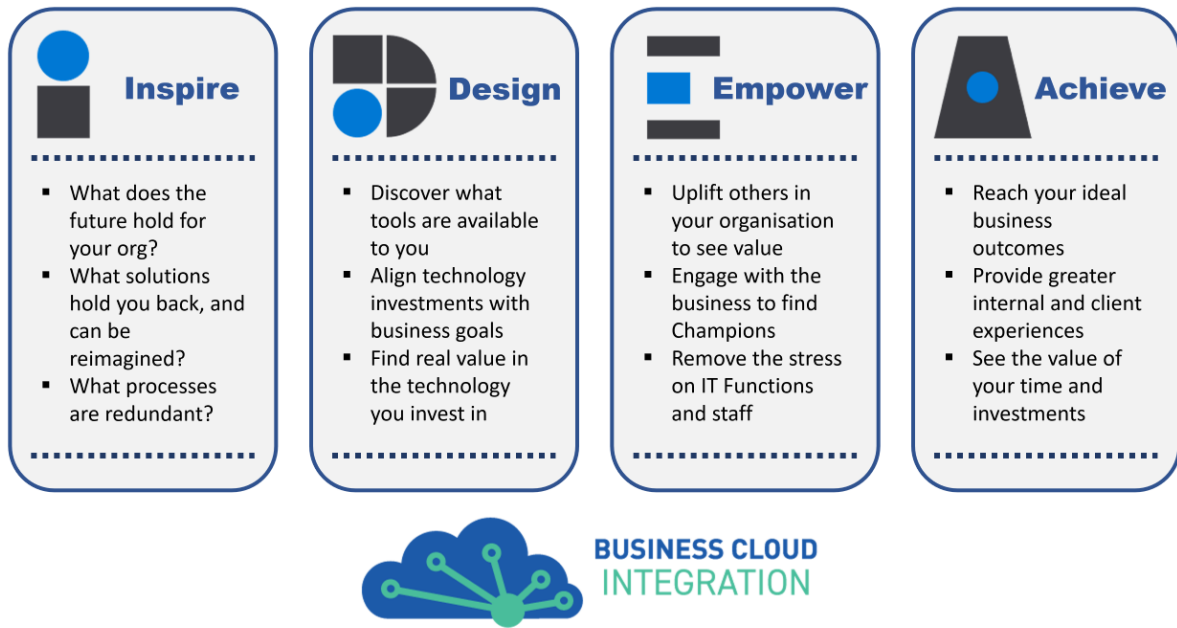 Inspire
▪ What does the
future hold for
your org?
▪ What solutions
hold you back, and
can be
reimagined?
▪ What processes
are redundant?
Design
▪ Discover what
tools are available
to you
▪ Align technology
investments with
business goals
▪ Find real value in
the technology
you invest in
Empower
▪ Uplift others in
your organisation
to see value
▪ Engage with the
business to find
Champions
▪ Remove the stress
on IT Functions
and staff
Achieve
▪ Reach your ideal
business
outcomes
▪ Provide greater
internal and client
experiences
▪ See the value of
your time and
investments
BUSINESS CLOUD
INTEGRATION